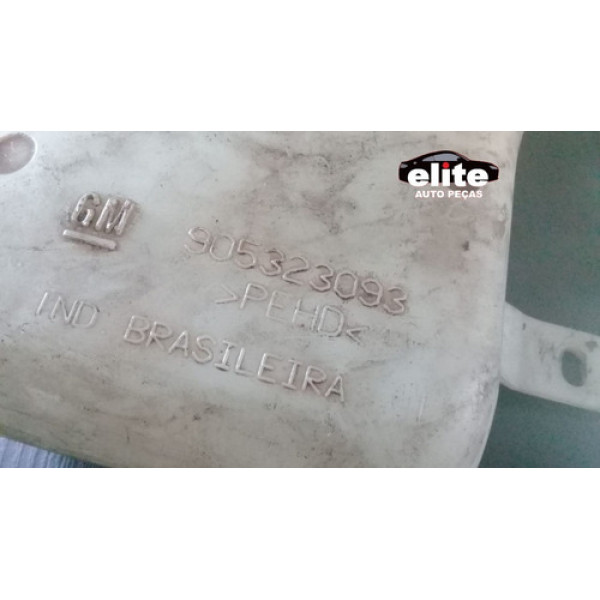 elite
AUTO PEÇAS
GM
905323093
>PEHD<
IND BRASILEIRA